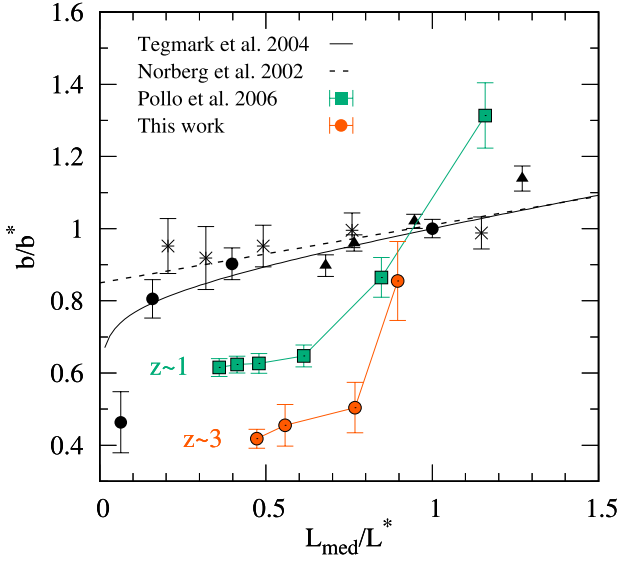 1.6
1.4
1.2
1
0.8
0.6
0.4
b/b*
Tegmark et al. 2004
Norberg et al. 2002
Pollo et al. 2006
This work
z~1
z~3
0
0.5
1
1.5
L_med/L*